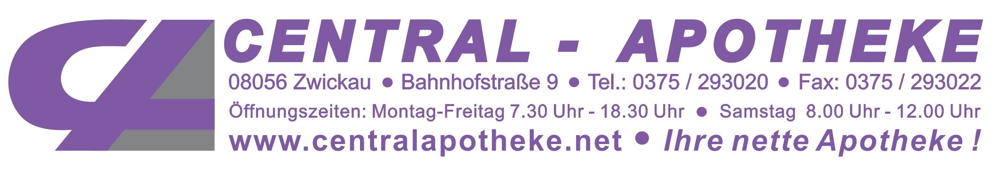 CENTRAL - APOTHEKE
08056 Zwickau ● Bahnhofstraße 9 ● Tel.: 0375 / 293020 ● Fax: 0375 / 293022
Öffnungszeiten: Montag-Freitag 7.30 Uhr - 18.30 Uhr ● Samstag 8.00 Uhr - 12.00 Uhr
www.centralapotheke.net ● Ihre nette Apotheke !